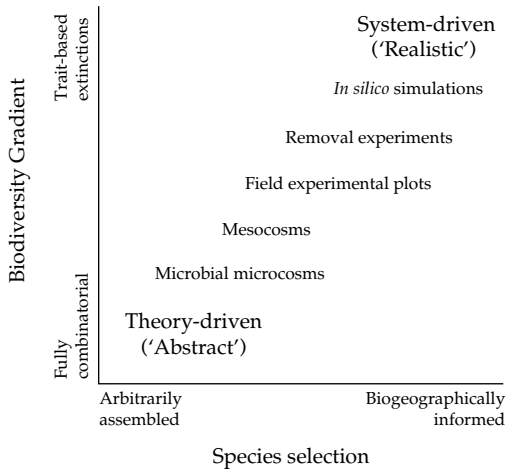 System-driven
('Realistic')
In silico simulations
Removal experiments
Field experimental plots
Mesocosms
Microbial microcosms
Theory-driven
('Abstract')
Biodiversity Gradient
Trait-based
extinctions
Fully
combinatorial
Arbitrarily
assembled
Biogeographically
informed
Species selection